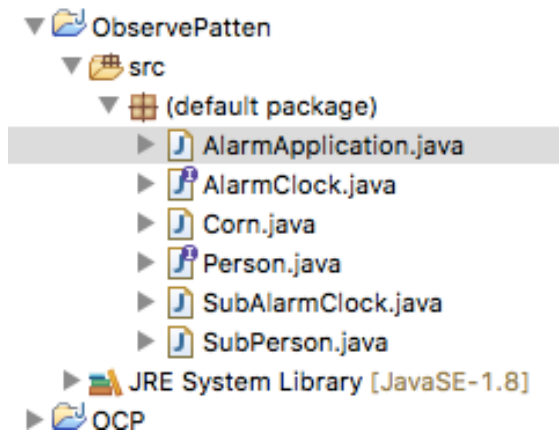 ObservePatten
src
(default package)
AlarmApplication.java
AlarmClock.java
Corn.java
Person.java
SubAlarmClock.java
SubPerson.java
JRE System Library [JavaSE-1.8]
OCP